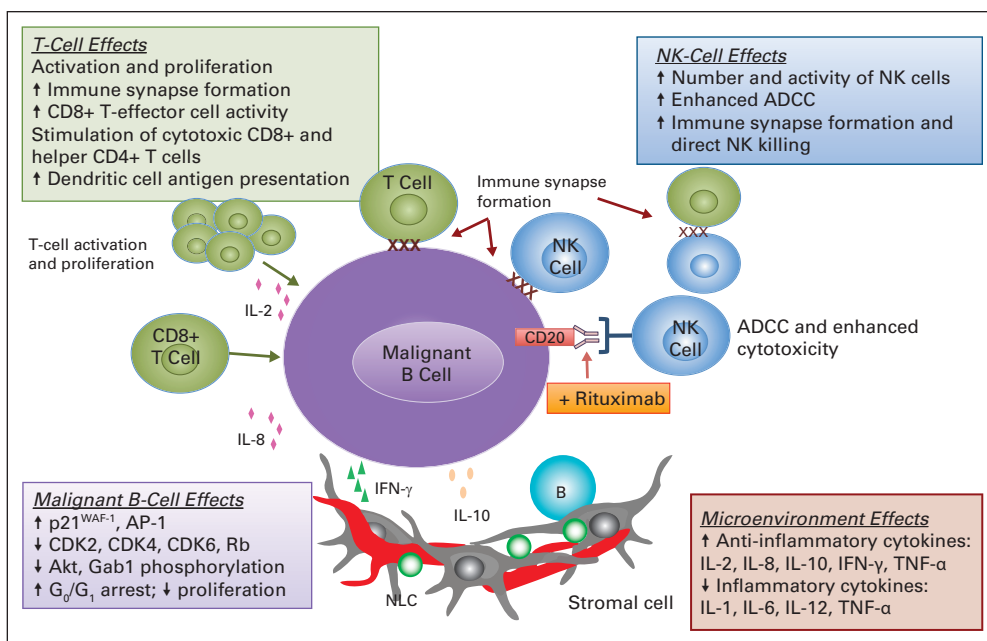 T-Cell Effects
Activation and proliferation
↑ Immune synapse formation
↑ CD8+ T-effector cell activity
Stimulation of cytotoxic CD8+ and
helper CD4+ T cells
↑ Dendritic cell antigen presentation
NK-Cell Effects
↑ Number and activity of NK cells
↑ Enhanced ADCC
↑ Immune synapse formation and
direct NK killing
T Cell
XXX
Immune synapse
formation
XXX
NK
Cell
XXX
T-cell activation
and proliferation
IL-2
CD8+
T Cell
Malignant
B Cell
CD20
NK
Cell
ADCC and enhanced
cytotoxicity
+ Rituximab
IL-8
IFN-γ
IL-10
B
NLC
Stromal cell
Malignant B-Cell Effects
↑ p21WAF-1, AP-1
↓ CDK2, CDK4, CDK6, Rb
↓ Akt, Gab1 phosphorylation
↑ G0/G1 arrest; ↓ proliferation
Microenvironment Effects
↑ Anti-inflammatory cytokines:
IL-2, IL-8, IL-10, IFN-γ, TNF-α
↓ Inflammatory cytokines:
IL-1, IL-6, IL-12, TNF-α